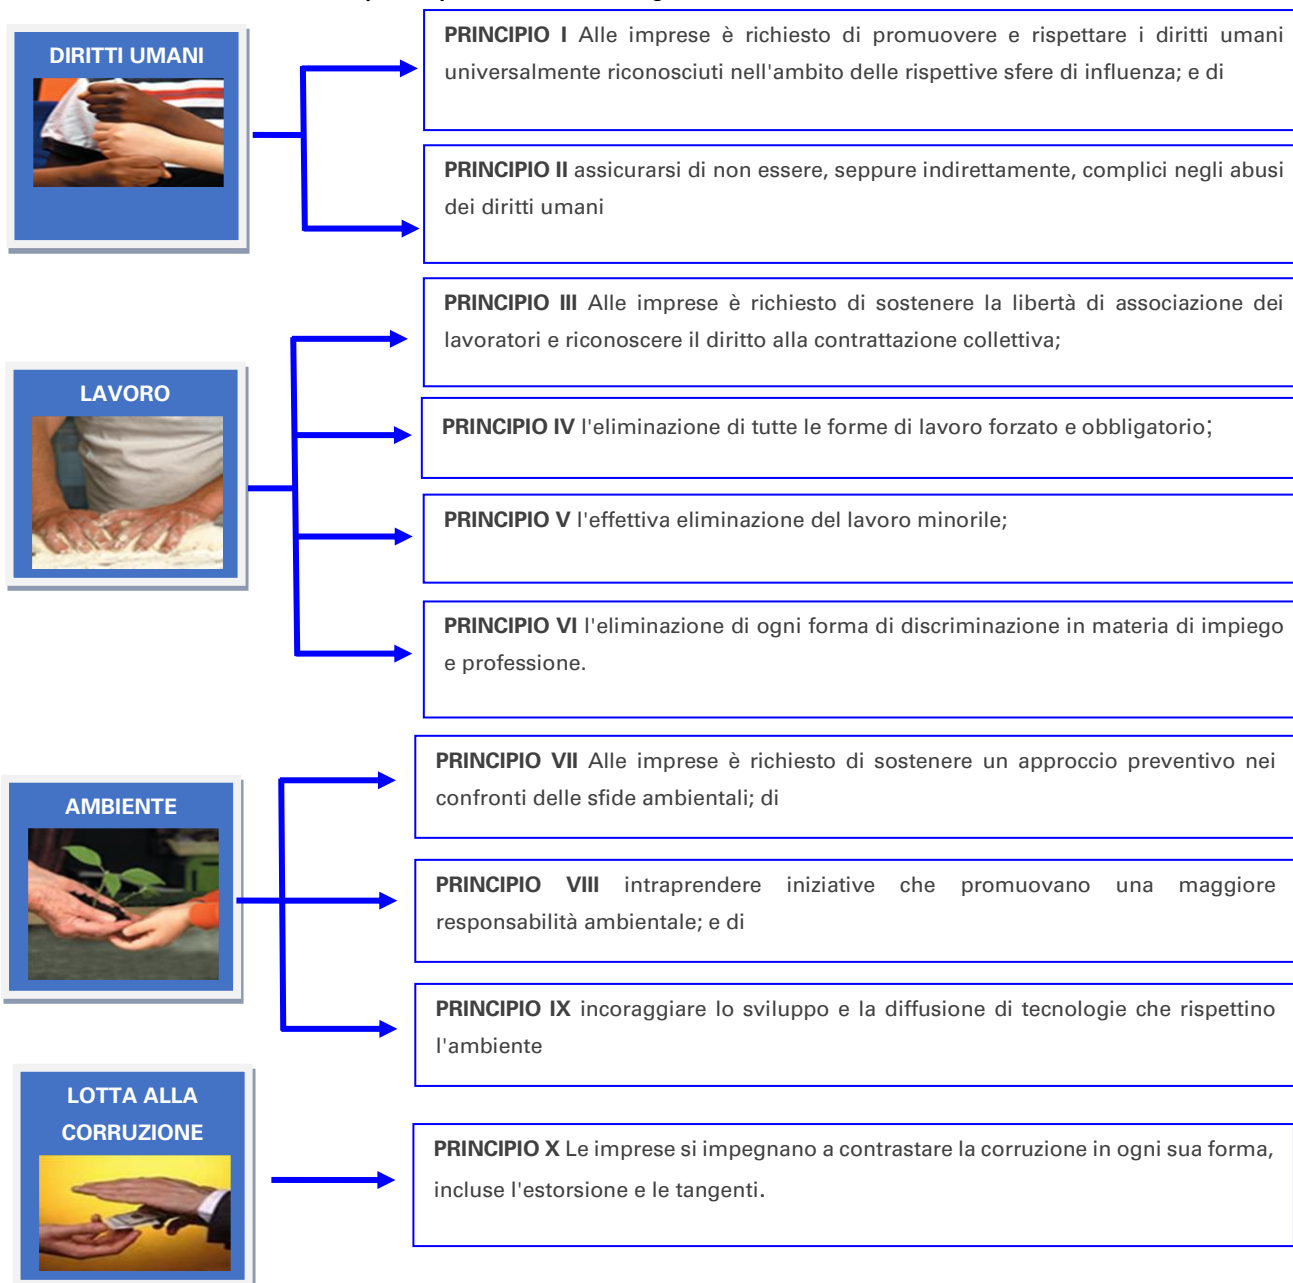 DIRITTI UMANI
PRINCIPIO I Alle imprese è richiesto di promuovere e rispettare i diritti umani
universalmente riconosciuti nell'ambito delle rispettive sfere di influenza; e di
PRINCIPIO II assicurarsi di non essere, seppure indirettamente, complici negli abusi
dei diritti umani
LAVORO
PRINCIPIO III Alle imprese è richiesto di sostenere la libertà di associazione dei
lavoratori e riconoscere il diritto alla contrattazione collettiva;
PRINCIPIO IV l'eliminazione di tutte le forme di lavoro forzato e obbligatorio;
PRINCIPIO V l'effettiva eliminazione del lavoro minorile;
PRINCIPIO VI l'eliminazione di ogni forma di discriminazione in materia di impiego
e professione.
AMBIENTE
PRINCIPIO VII Alle imprese è richiesto di sostenere un approccio preventivo nei
confronti delle sfide ambientali; di
PRINCIPIO VIII intraprendere iniziative che promuovano una maggiore
responsabilità ambientale; e di
PRINCIPIO IX incoraggiare lo sviluppo e la diffusione di tecnologie che rispettino
l'ambiente
LOTTA ALLA
CORRUZIONE
PRINCIPIO X Le imprese si impegnano a contrastare la corruzione in ogni sua forma,
incluse l'estorsione e le tangenti.